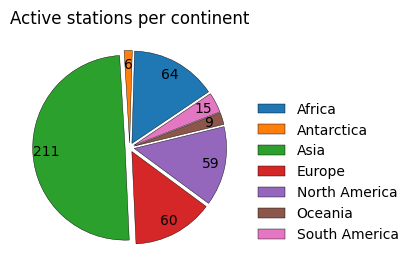 Active stations per continent
6
64
15
9
211
59
60
Africa
Antarctica
Asia
Europe
North America
Oceania
South America